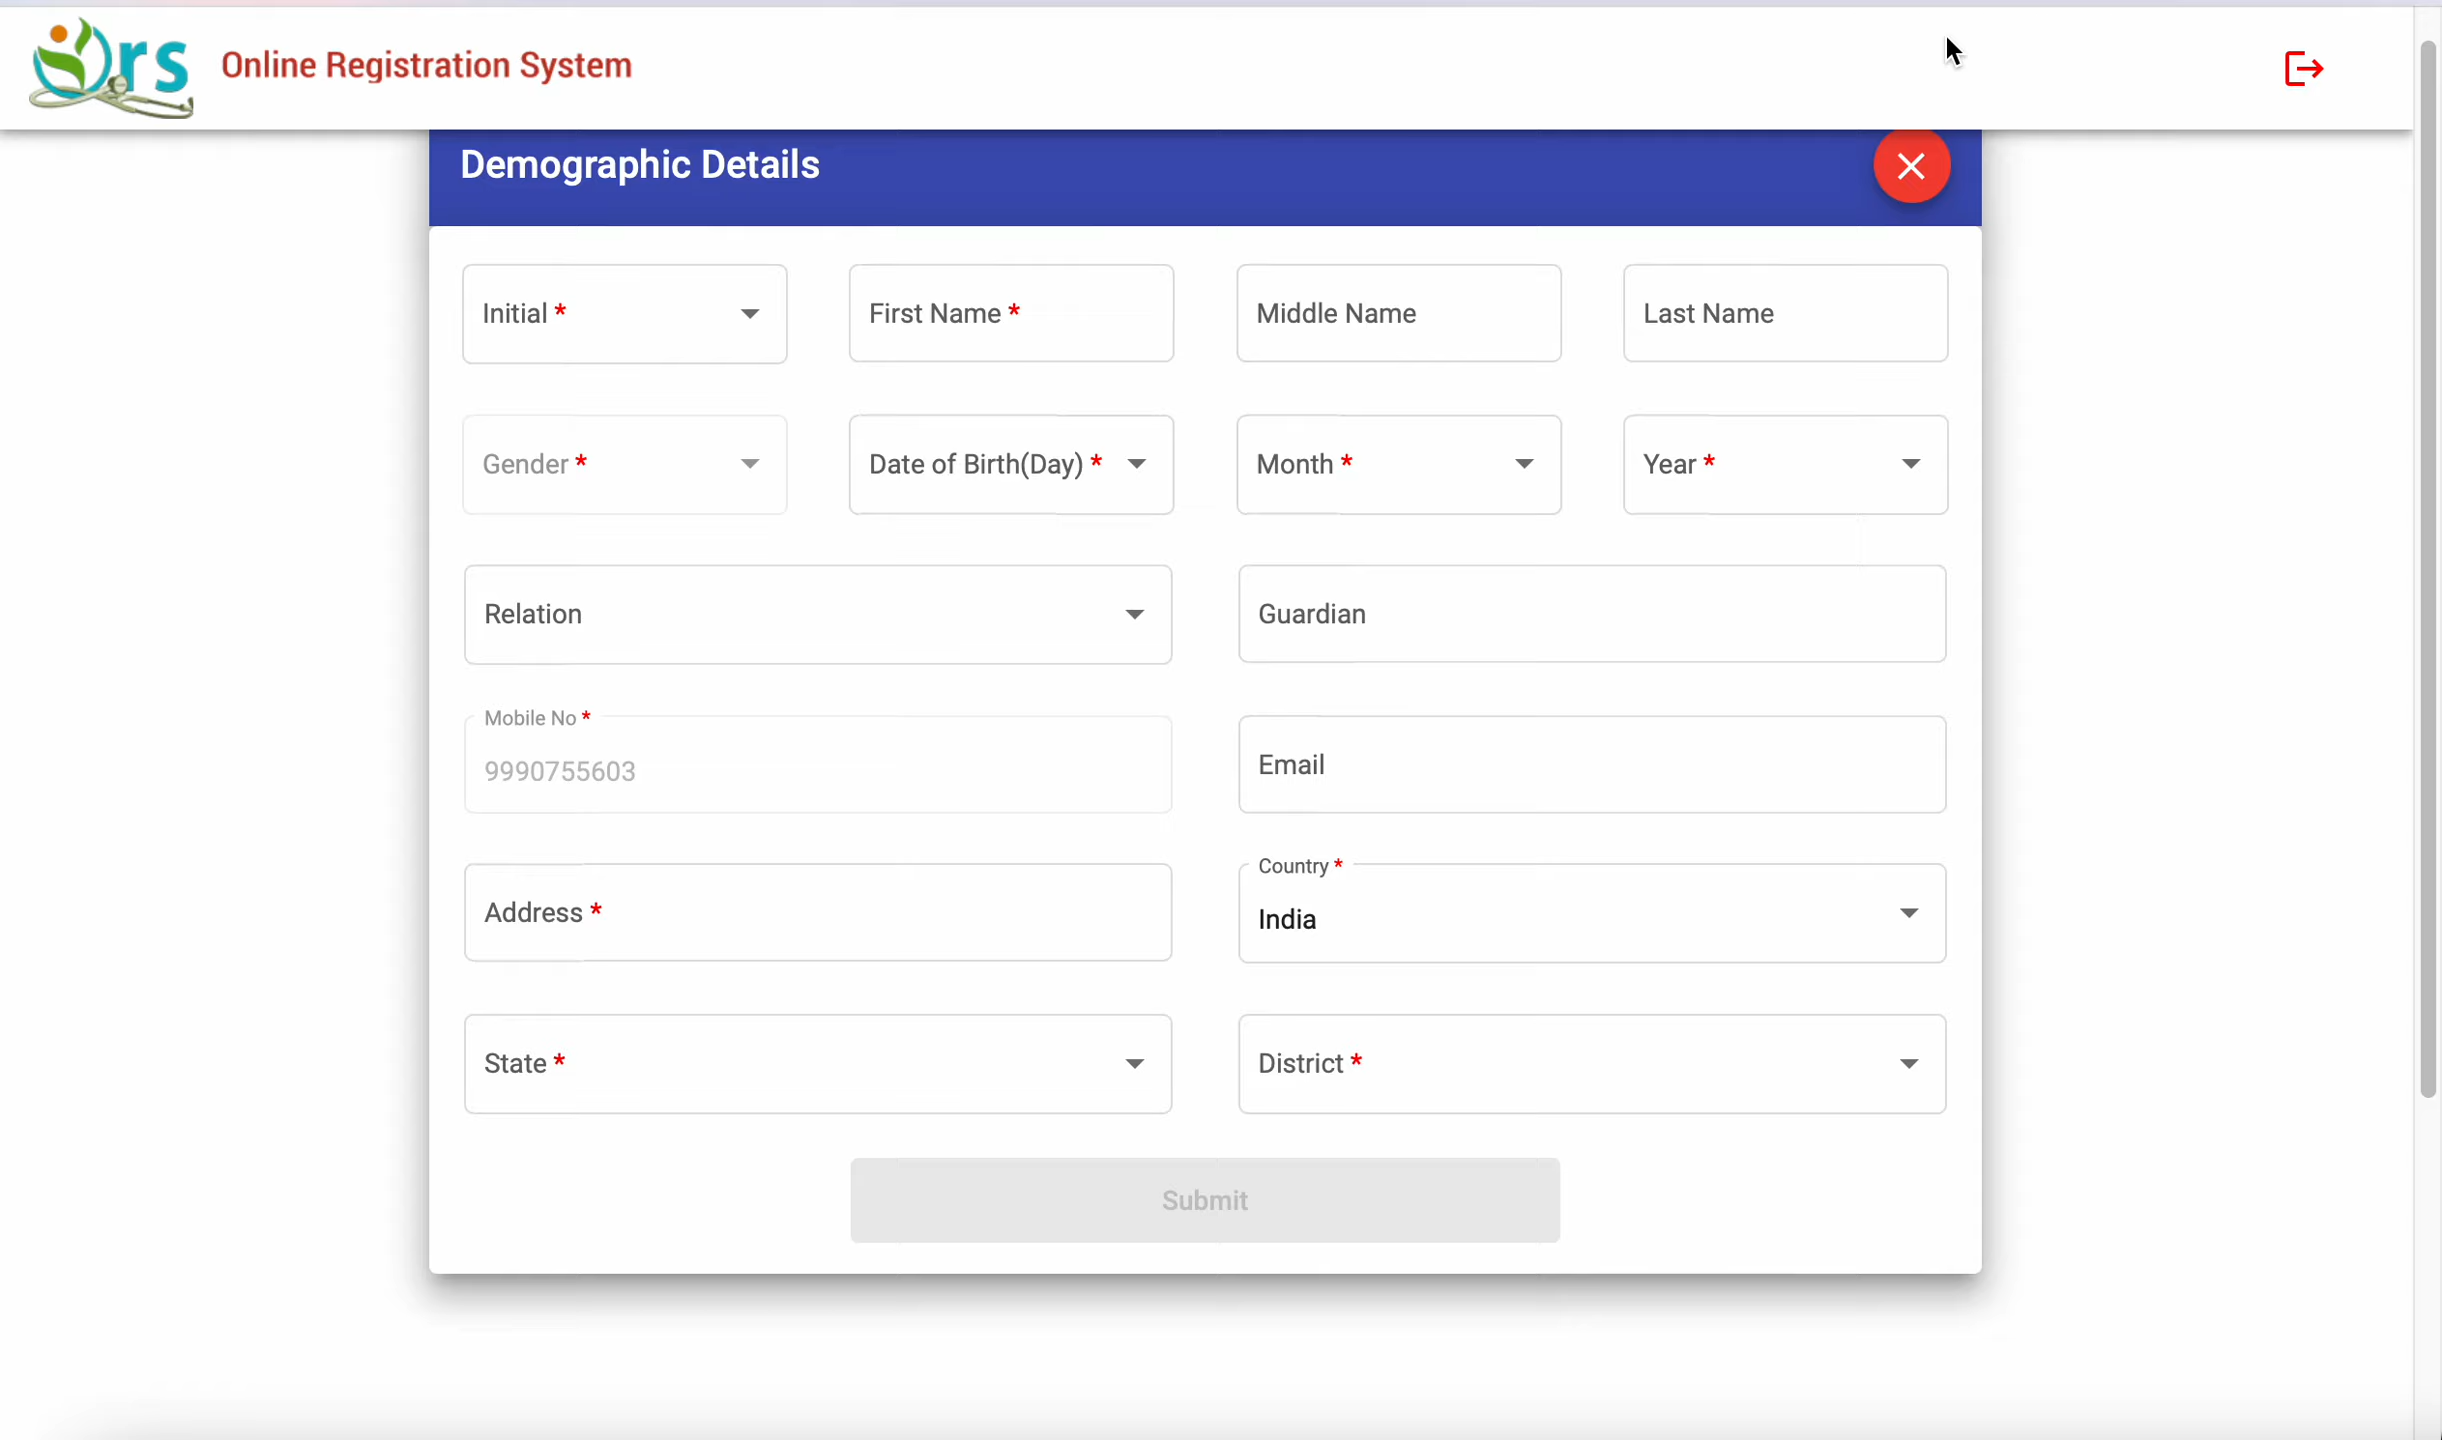 Ors Online Registration System
Demographic Details
Initial * First Name * Middle Name Last Name
Gender * Date of Birth(Day) * Month * Year *
Relation Guardian
Mobile No *
9990755603 Email
Address * Country *
India
State * District *
Submit